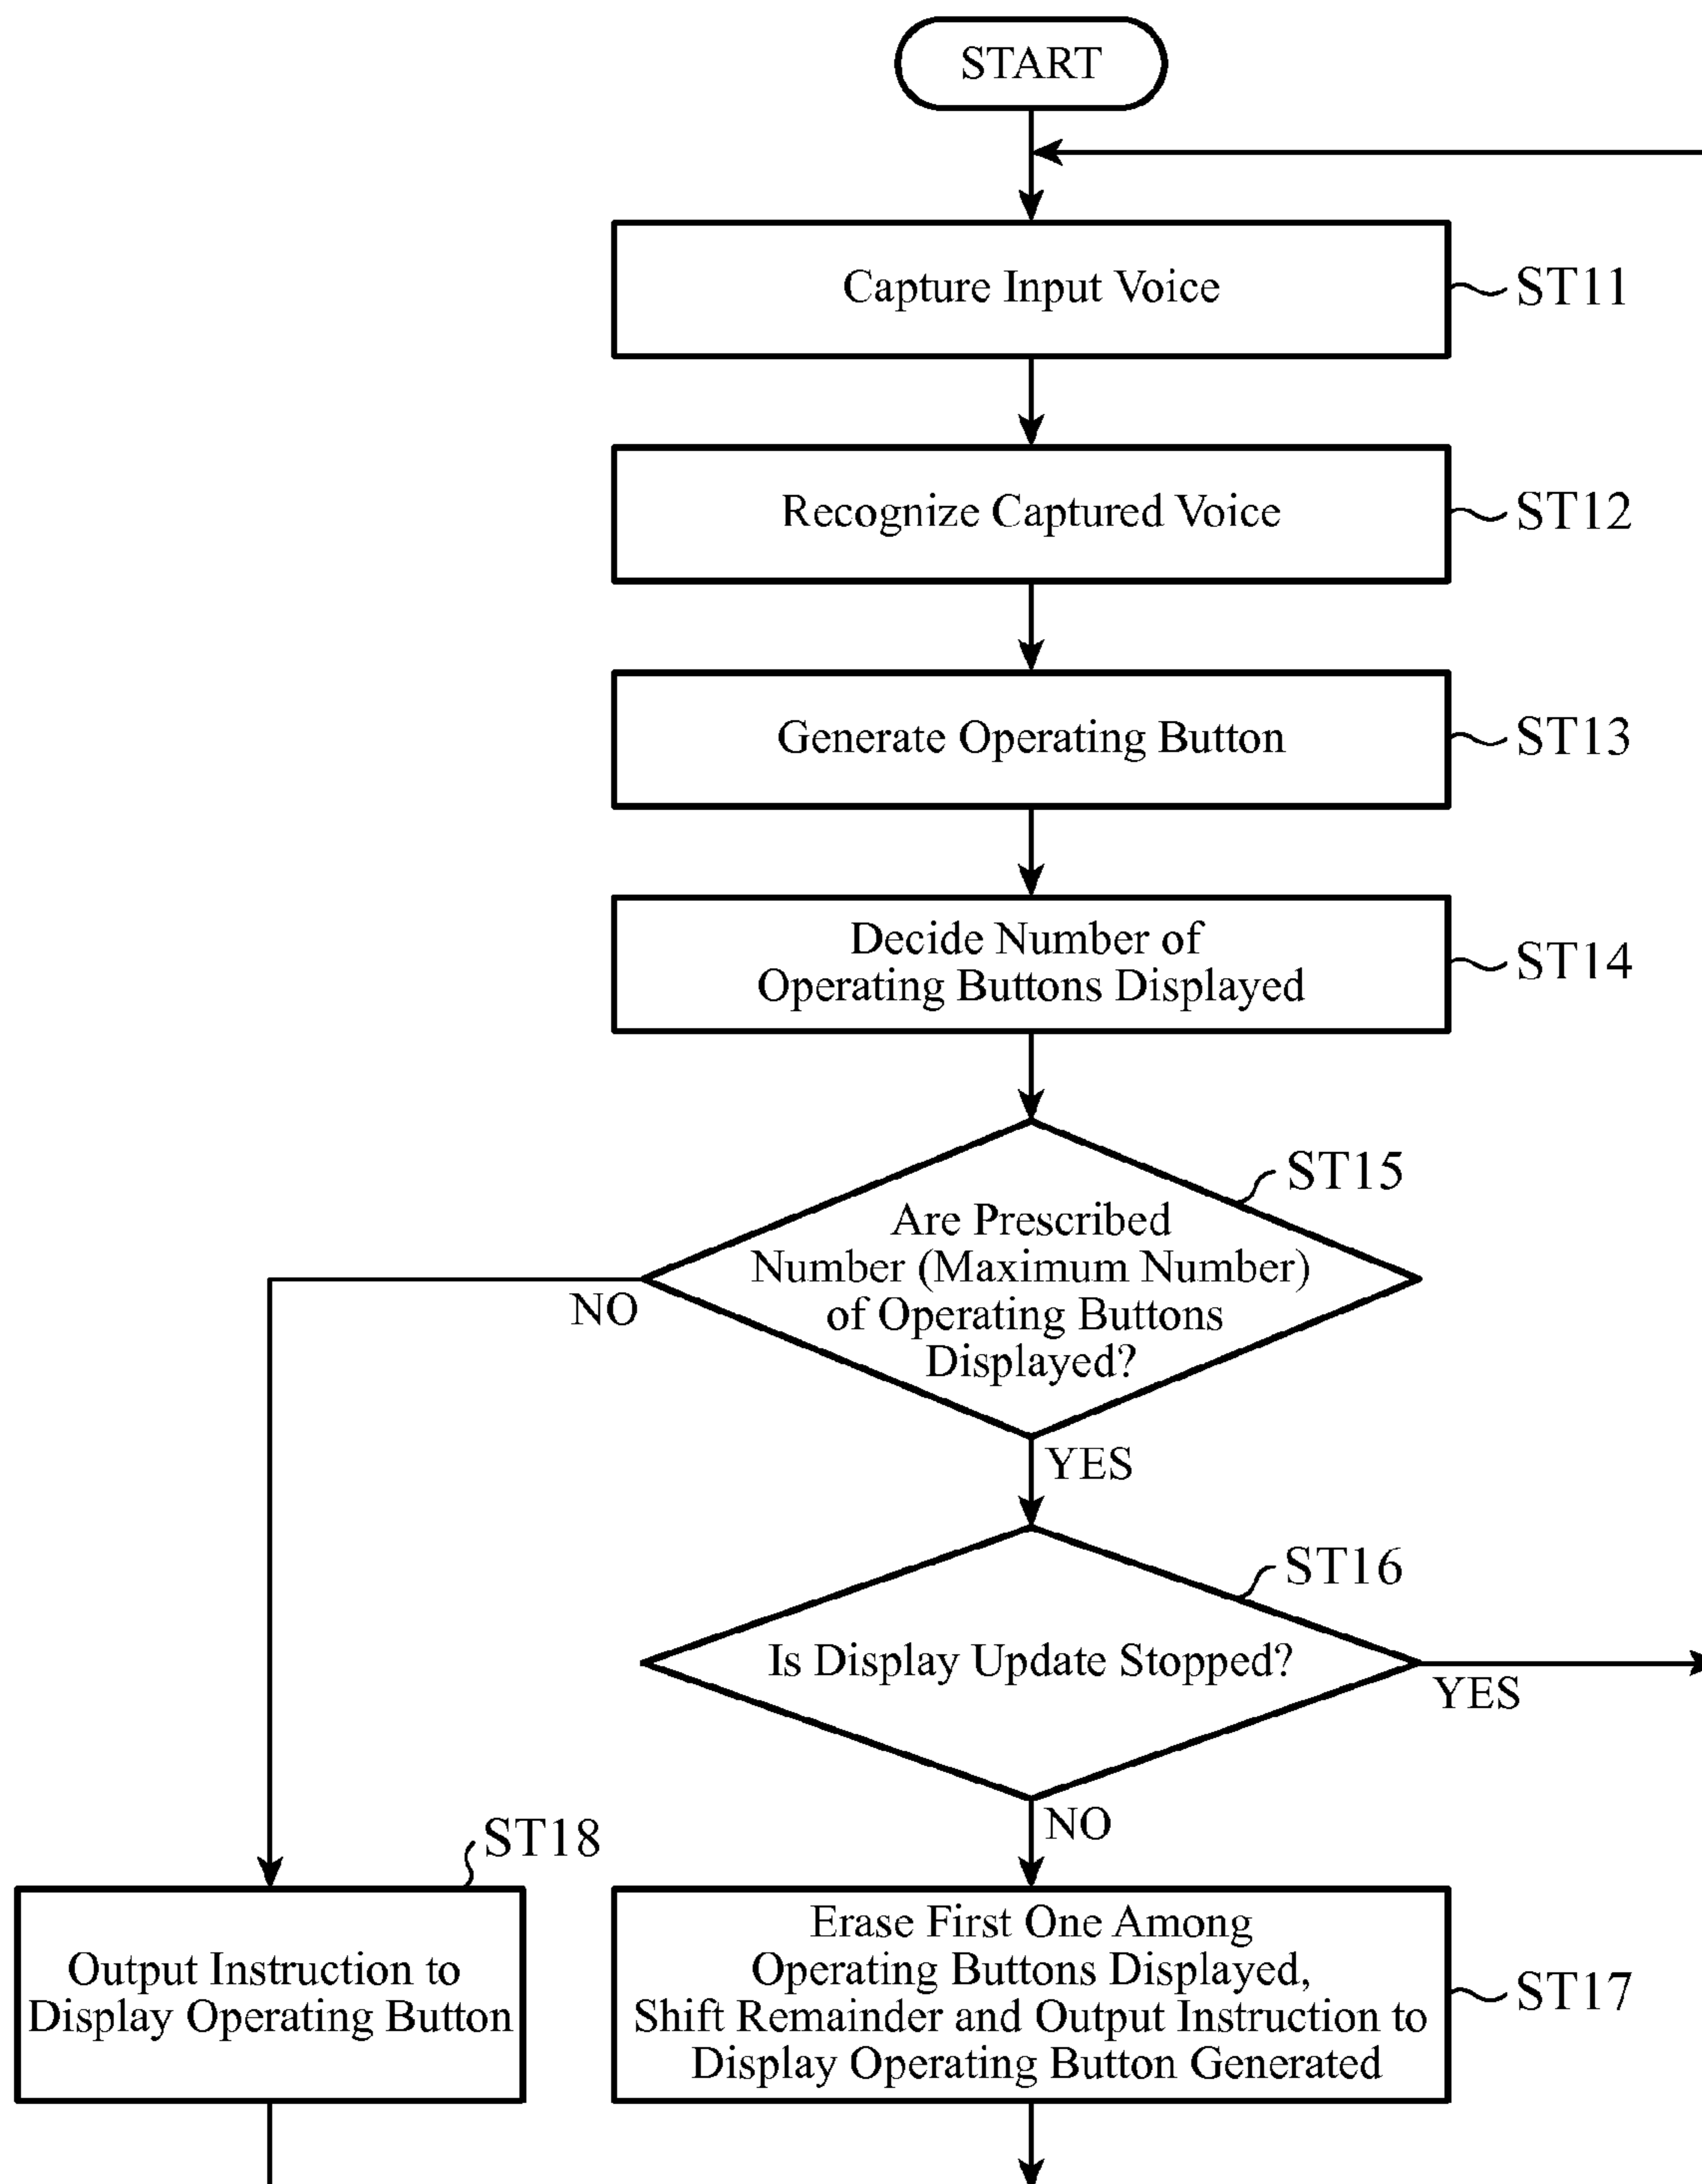 START
Capture Input Voice
ST11
Recognize Captured Voice
ST12
Generate Operating Button
ST13
Decide Number of
Operating Buttons Displayed
ST14
ST15
Are Prescribed
Number (Maximum Number)
of Operating Buttons
Displayed?
NO
YES
ST16
Is Display Update Stopped?
YES
NO
ST18
Output Instruction to
Display Operating Button
Erase First One Among
Operating Buttons Displayed,
Shift Remainder and Output Instruction to
Display Operating Button Generated
ST17